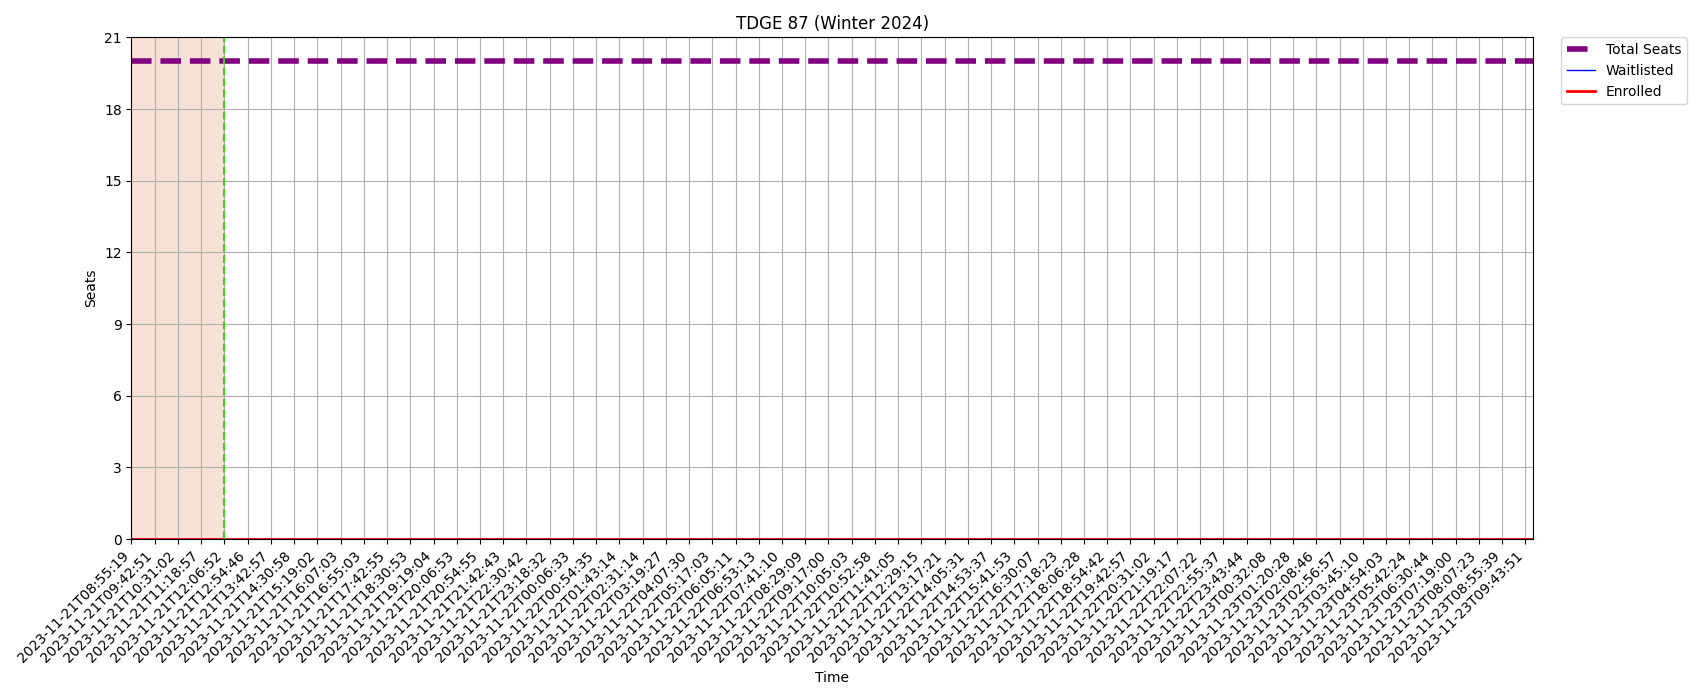 TDGE 87 (Winter 2024)
Total Seats
Waitlisted
Enrolled
21
18
15
12
9
6
3
0
Seats
2023-11-21T08:55:19
2023-11-21T09:42:51
2023-11-21T10:31:02
2023-11-21T11:18:57
2023-11-21T12:06:52
2023-11-21T12:54:46
2023-11-21T13:42:57
2023-11-21T14:30:58
2023-11-21T15:19:02
2023-11-21T16:07:03
2023-11-21T16:55:03
2023-11-21T17:42:55
2023-11-21T18:30:53
2023-11-21T19:19:04
2023-11-21T20:06:53
2023-11-21T20:54:55
2023-11-21T21:42:43
2023-11-21T22:30:42
2023-11-21T23:18:32
2023-11-22T00:06:33
2023-11-22T00:54:35
2023-11-22T01:43:14
2023-11-22T02:31:14
2023-11-22T03:19:27
2023-11-22T04:07:30
2023-11-22T05:17:03
2023-11-22T06:05:11
2023-11-22T06:53:13
2023-11-22T07:41:10
2023-11-22T08:29:09
2023-11-22T09:17:00
2023-11-22T10:05:03
2023-11-22T10:52:58
2023-11-22T11:41:05
2023-11-22T12:29:15
2023-11-22T13:17:21
2023-11-22T14:05:31
2023-11-22T14:53:37
2023-11-22T15:41:53
2023-11-22T16:30:07
2023-11-22T17:18:23
2023-11-22T18:06:28
2023-11-22T18:54:42
2023-11-22T19:42:57
2023-11-22T20:31:02
2023-11-22T21:19:17
2023-11-22T22:07:22
2023-11-22T22:55:37
2023-11-22T23:43:44
2023-11-23T00:32:08
2023-11-23T01:20:28
2023-11-23T02:08:46
2023-11-23T02:56:57
2023-11-23T03:45:10
2023-11-23T04:54:03
2023-11-23T05:42:24
2023-11-23T06:30:44
2023-11-23T07:19:00
2023-11-23T08:07:23
2023-11-23T08:55:39
2023-11-23T09:43:51
Time